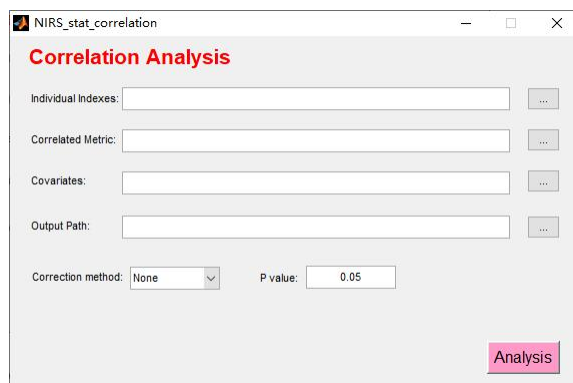 NIRS_stat_correlation
Correlation Analysis
Individual Indexes: ...
Correlated Metric: ...
Covariates: ...
Output Path: ...
Correction method: None P value: 0.05
Analysis